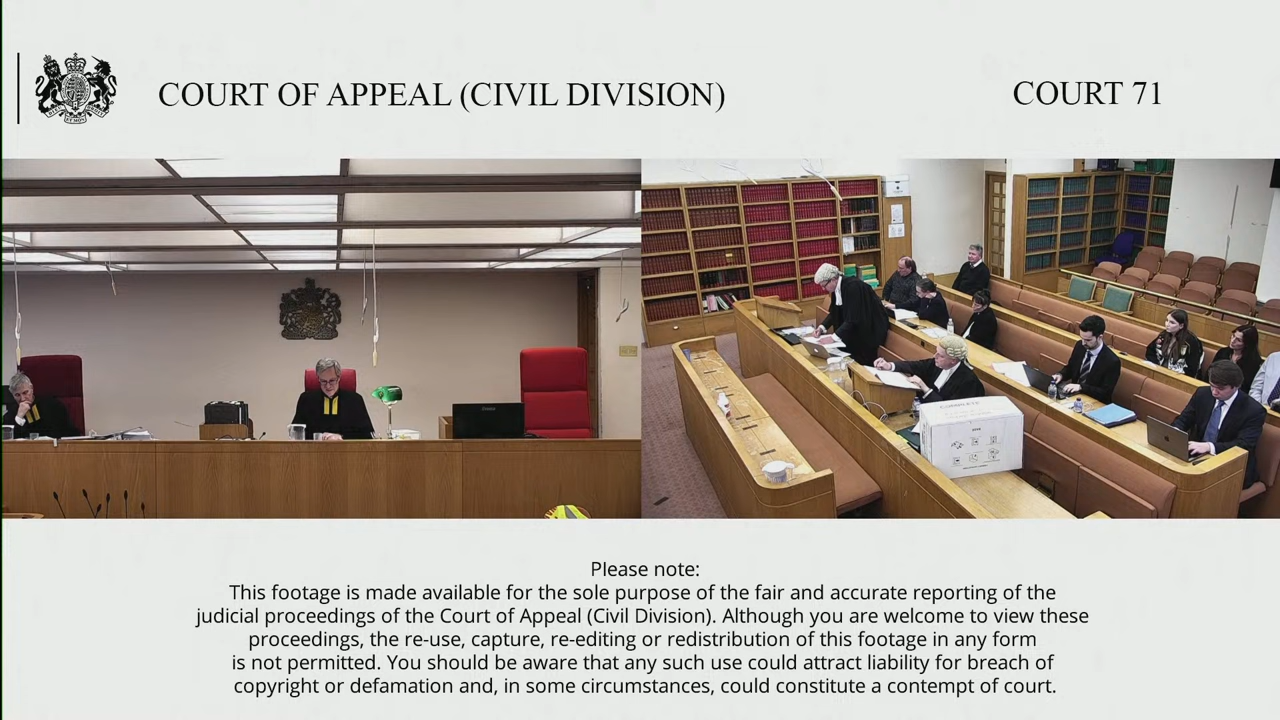 COURT OF APPEAL (CIVIL DIVISION)
COURT 71
Please note:
This footage is made available for the sole purpose of the fair and accurate reporting of the
judicial proceedings of the Court of Appeal (Civil Division). Although you are welcome to view these
proceedings, the re-use, capture, re-editing or redistribution of this footage in any form
is not permitted. You should be aware that any such use could attract liability for breach of
copyright or defamation and, in some circumstances, could constitute a contempt of court.